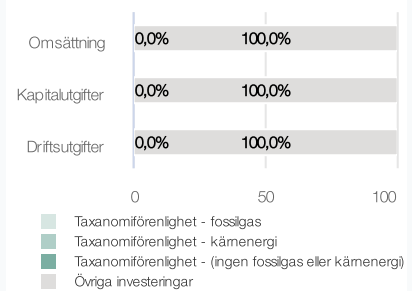 Omsättning 0,0% 100,0%
Kapitalutgifter 0,0% 100,0%
Driftsutgifter 0,0% 100,0%
0 50 100
Taxanomiförenlighet - fossilgas
Taxanomiförenlighet - kärnenergi
Taxanomiförenlighet - (ingen fossilgas eller kärnenergi)
Övriga investeringar